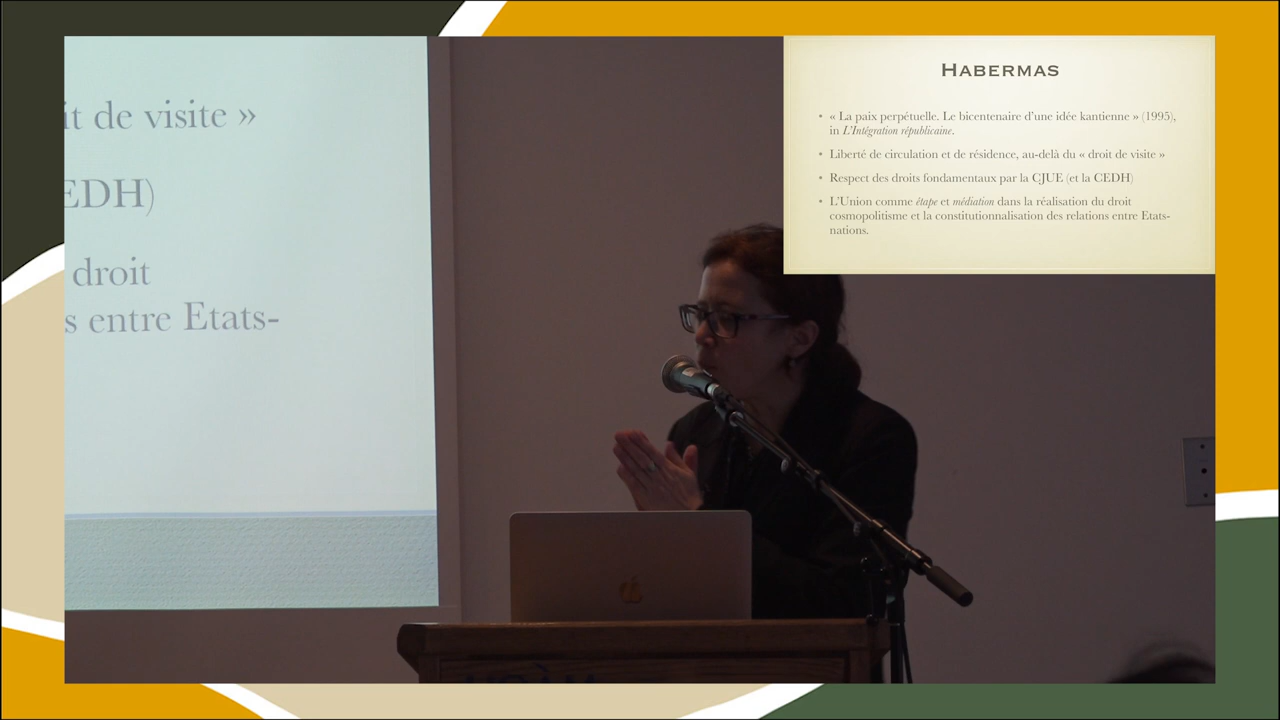 it de visite »
EDH)
droit
s entre Etats-
HABERMAS
• « La paix perpétuelle. Le bicentenaire d'une idée kantienne » (1995),
in L'Intégration républicaine.
• Liberté de circulation et de résidence, au-delà du « droit de visite »
• Respect des droits fondamentaux par la CJUE (et la CEDH)
• L'Union comme étape et médiation dans la réalisation du droit
cosmopolitisme et la constitutionnalisation des relations entre Etats-
nations.